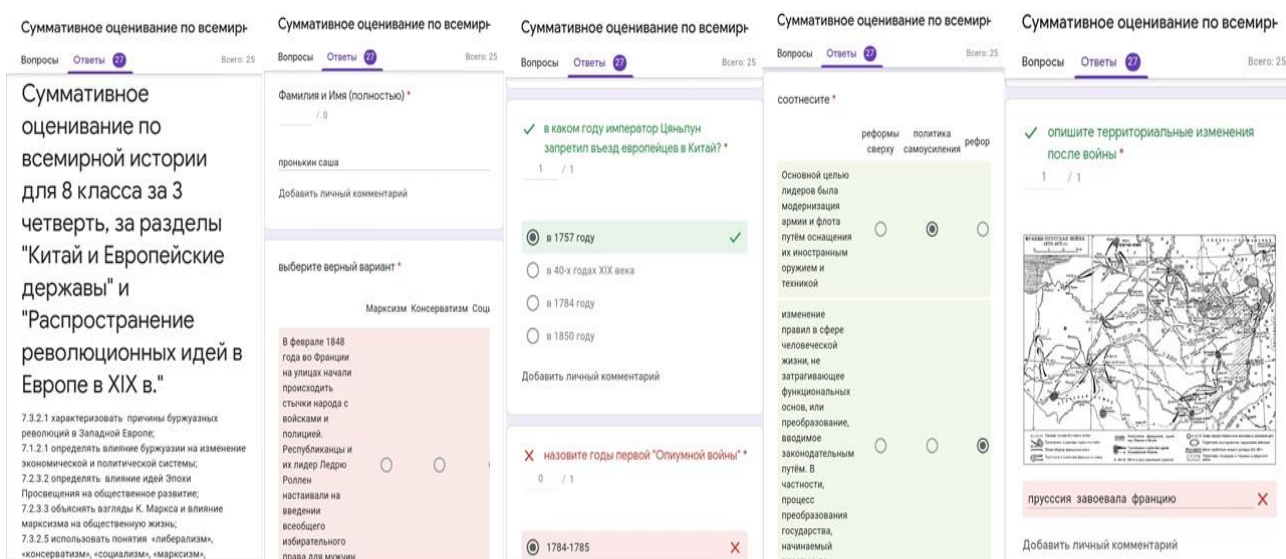 Суммативное оценивание по всемирн
Вопросы Ответы 27 Всего: 25
Суммативное
оценивание по
всемирной истории
для 8 класса за 3
четверть, за разделы
"Китай и Европейские
державы" и
"Распространение
революционных идей в
Европе в XIX в."
7.3.2.1 характеризовать причины буржуазных
революций в Западной Европе;
7.1.2.1 определять влияние буржуазии на изменение
экономической и политической системы;
7.2.3.2 определять влияние идей Эпохи
Просвещения на общественное развитие;
7.2.3.3 объяснять взгляды К. Маркса и влияние
марксизма на общественную жизнь;
7.3.2.5 использовать понятия «либерализм»,
«консерватизм», «социализм», «марксизм»,
Суммативное оценивание по всемирн
Вопросы Ответы 27 Всего: 25
Фамилия и Имя (полностью) *
/ 0
пронькин саша
Добавить личный комментарий
выберите верный вариант *
Марксизм Консерватизм Соци
В феврале 1848
года во Франции
на улицах начали
происходить
стычки народа с
войсками и
полицией.
Республиканцы и
их лидер Ледрю
Роллен
настаивали на
введении
всеобщего
избирательного
права для мужчин
Суммативное оценивание по всемирн
Вопросы Ответы 27 Всего: 25
в каком году император Цяньлун
запретил въезд европейцев в Китай? *
1 / 1
в 1757 году
в 40-х годах XIX века
в 1784 году
в 1850 году
Добавить личный комментарий
назовите годы первой "Опиумной войны" *
0 / 1
1784-1785
Суммативное оценивание по всемирн
Вопросы Ответы 27 Всего: 25
соотнесите *
реформы политика
сверху самоусиления рефор
Основной целью
лидеров была
модернизация
армии и флота
путём оснащения
их иностранным
оружием и
техникой
изменение
правил в сфере
человеческой
жизни, не
затрагивающее
функциональных
основ, или
преобразование,
вводимое
законодательным
путём. В
частности,
процесс
преобразования
государства,
начинаемый
Суммативное оценивание по всемирн
Вопросы Ответы 27 Всего: 25
опишите территориальные изменения
после войны *
1 / 1
ФРАНКО-ПРУССКАЯ ВОЙНА
прусссия завоевала францию
Добавить личный комментарий